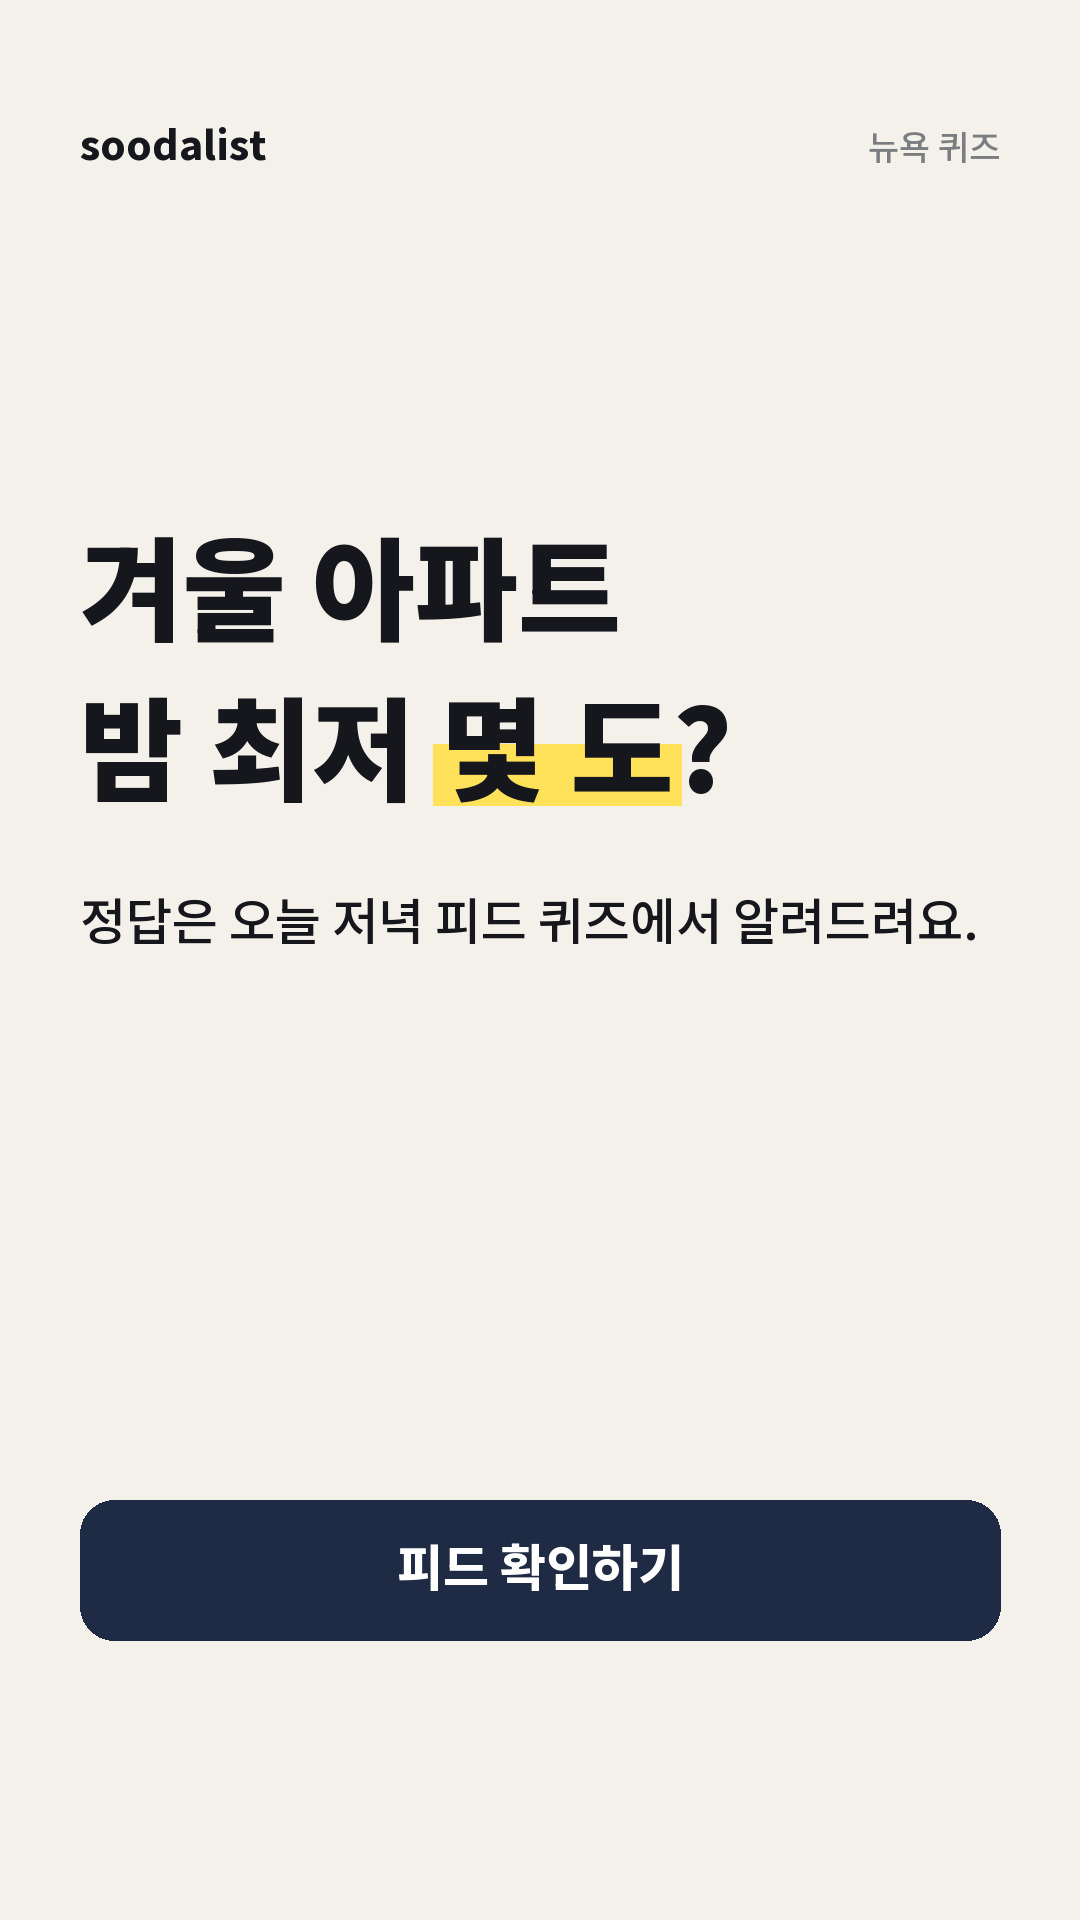 soodalist
뉴욕 퀴즈
겨울 아파트
밤 최저 몇 도?
정답은 오늘 저녁 피드 퀴즈에서 알려드려요.
피드 확인하기